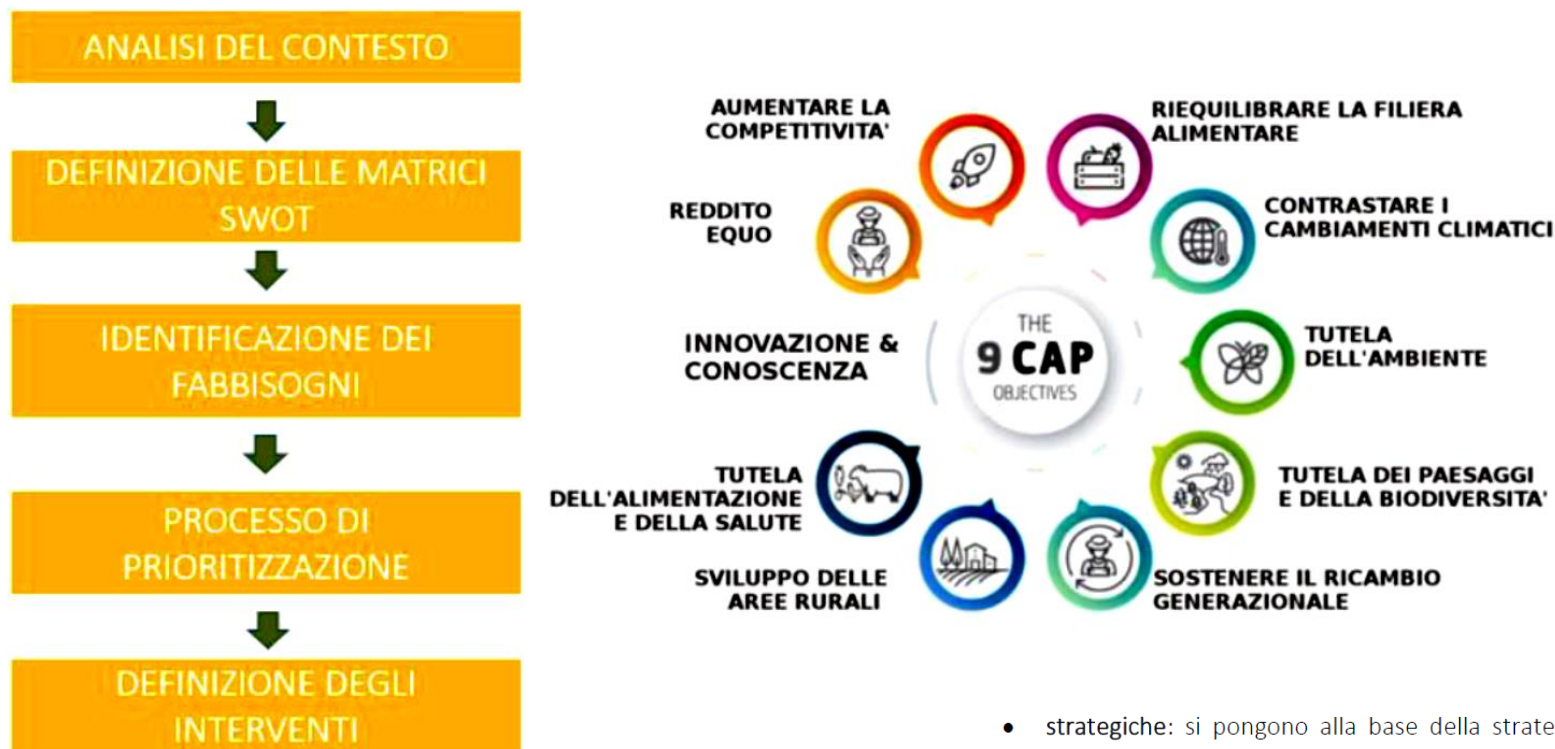 ANALISI DEL CONTESTO
DEFINIZIONE DELLE MATRICI
SWOT
IDENTIFICAZIONE DEI
FABBISOGNI
PROCESSO DI
PRIORITIZZAZIONE
DEFINIZIONE DEGLI
INTERVENTI
AUMENTARE LA
COMPETITIVITA'
RIEQUILIBRARE LA FILIERA
ALIMENTARE
REDDITO
EQUO
CONTRASTARE I
CAMBIAMENTI CLIMATICI
INNOVAZIONE &
CONOSCENZA
THE
9 CAP
OBJECTIVES
TUTELA
DELL'AMBIENTE
TUTELA
DELL'ALIMENTAZIONE
E DELLA SALUTE
TUTELA DEI PAESAGGI
E DELLA BIODIVERSITA'
SVILUPPO DELLE
AREE RURALI
SOSTENERE IL RICAMBIO
GENERAZIONALE
• strategiche: si pongono alla base della strate